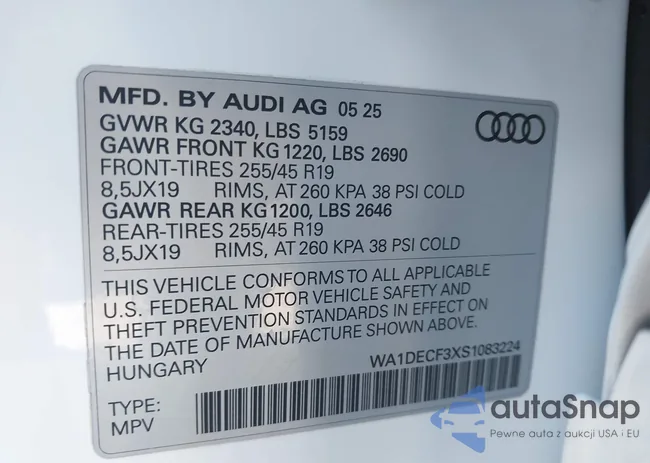 MFD. BY AUDI AG 05 25
GVWR KG 2340, LBS 5159
GAWR FRONT KG 1220, LBS 2690
FRONT-TIRES 255/45 R19
8,5JX19 RIMS, AT 260 KPA 38 PSI COLD
GAWR REAR KG 1200, LBS 2646
REAR-TIRES 255/45 R19
8,5JX19 RIMS, AT 260 KPA 38 PSI COLD
THIS VEHICLE CONFORMS TO ALL APPLICABLE
U.S. FEDERAL MOTOR VEHICLE SAFETY AND
THEFT PREVENTION STANDARDS IN EFFECT ON
THE DATE OF MANUFACTURE SHOWN ABOVE.
HUNGARY
WA1DECF3XS1083224
TYPE:
MPV
autaSnap
Pewne auta z aukcji USA i EU